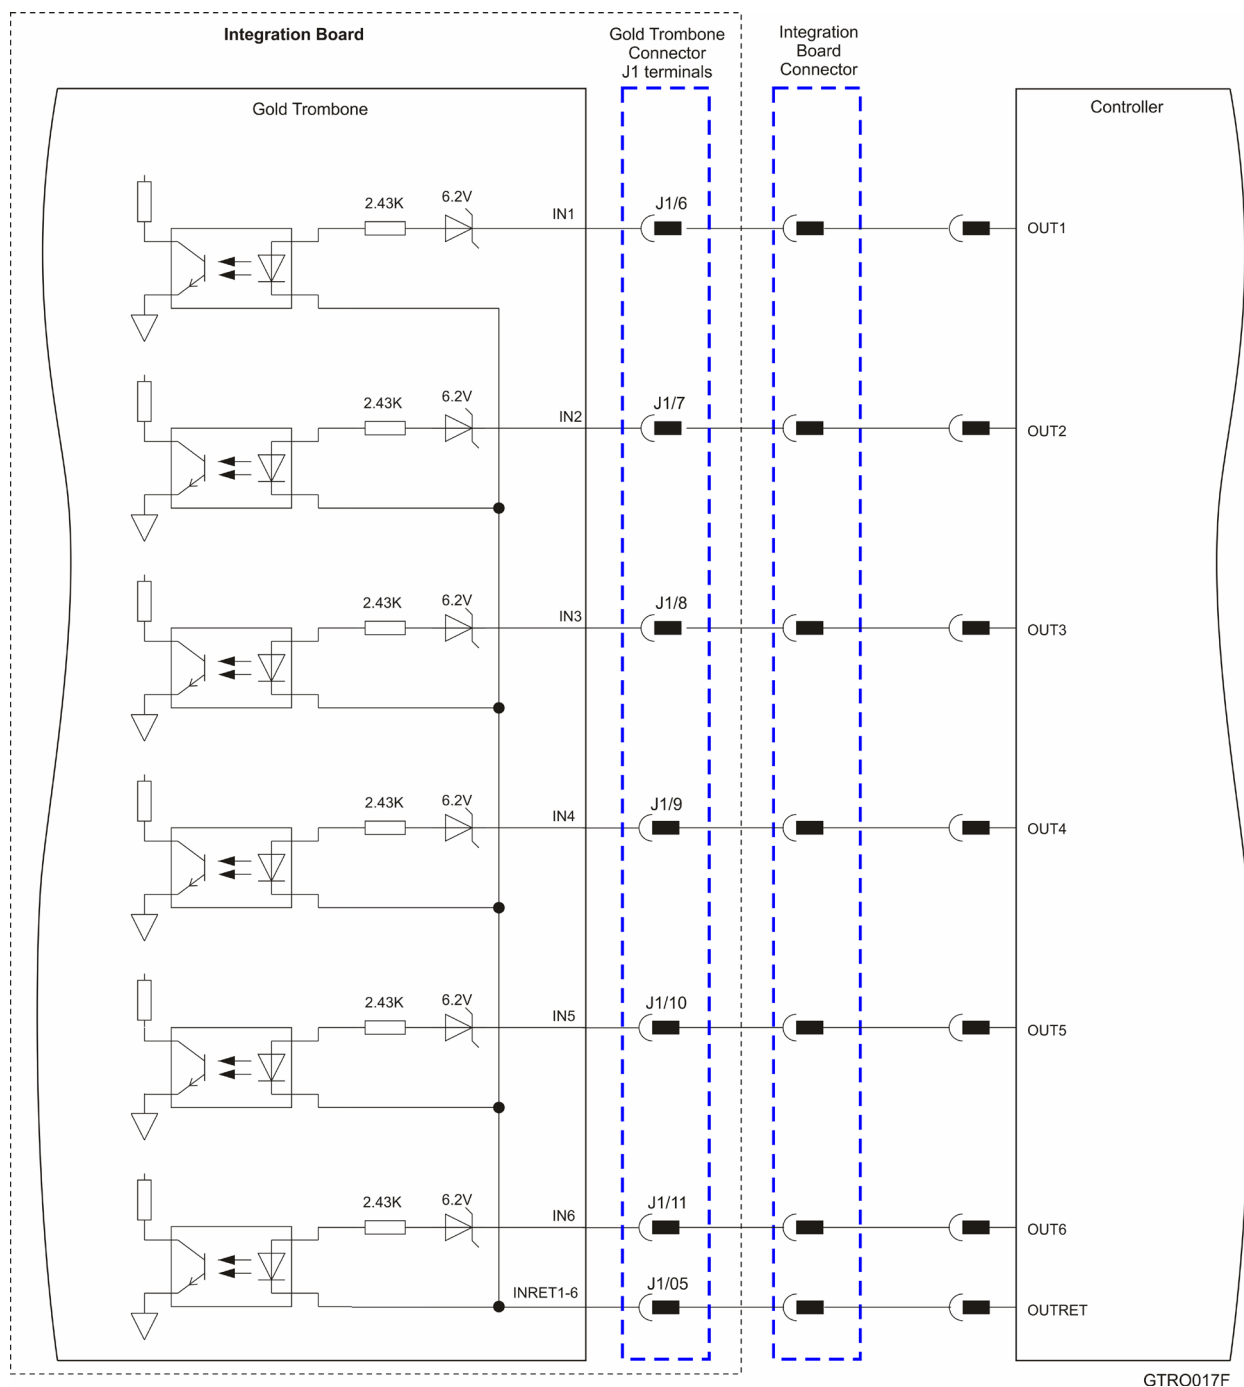 Integration Board
Gold Trombone
Connector
J1 terminals
Integration
Board
Connector
Gold Trombone
Controller
2.43K
6.2V
IN1
J1/6
OUT1
2.43K
6.2V
IN2
J1/7
OUT2
2.43K
6.2V
IN3
J1/8
OUT3
2.43K
6.2V
IN4
J1/9
OUT4
2.43K
6.2V
IN5
J1/10
OUT5
2.43K
6.2V
IN6
J1/11
OUT6
INRET1-6
J1/05
OUTRET
GTRO017F